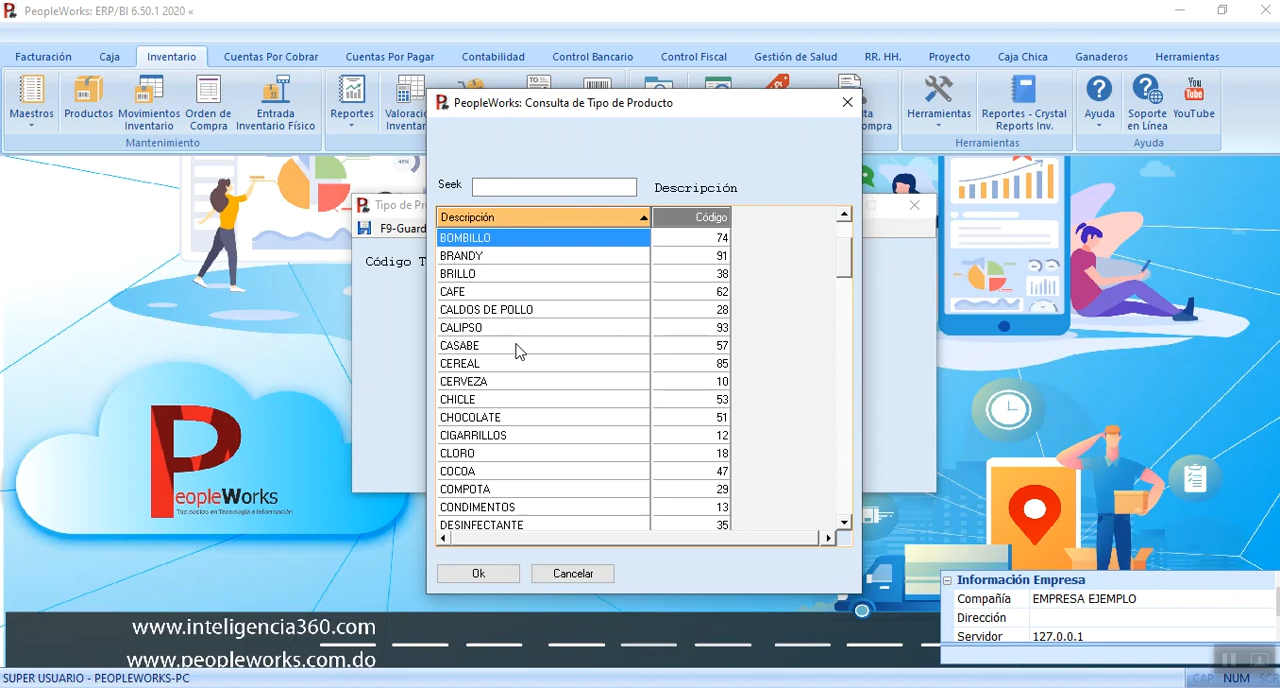 PeopleWorks: ERP/BI 6.50.1 2020 «
Facturación Caja Inventario Cuentas Por Cobrar Cuentas Por Pagar Contabilidad Control Bancario Control Fiscal Gestión de Salud RR. HH. Proyecto Caja Chica Ganaderos Herramientas
Maestros Productos Movimientos Inventario Orden de Compra Entrada Inventario Físico Reportes Herramientas Reportes - Crystal Reports Inv. Ayuda Soporte en Línea YouTube
Mantenimiento Herramientas Ayuda
PeopleWorks: Consulta de Tipo de Producto
Seek Descripción
Descripción Código
BOMBILLO 74
BRANDY 91
BRILLO 38
CAFE 62
CALDOS DE POLLO 28
CALIPSO 93
CASABE 57
CEREAL 85
CERVEZA 10
CHICLE 53
CHOCOLATE 51
CIGARRILLOS 12
CLORO 18
COCOA 47
COMPOTA 29
CONDIMENTOS 13
DESINFECTANTE 35
Ok Cancelar
Tipo de Pr
F9-Guard
Código T
PeopleWorks
Información Empresa
Compañía EMPRESA EJEMPLO
Dirección
Servidor 127.0.0.1
www.inteligencia360.com
www.peopleworks.com.do
SUPER USUARIO - PEOPLEWORKS-PC CAP NUM SCR